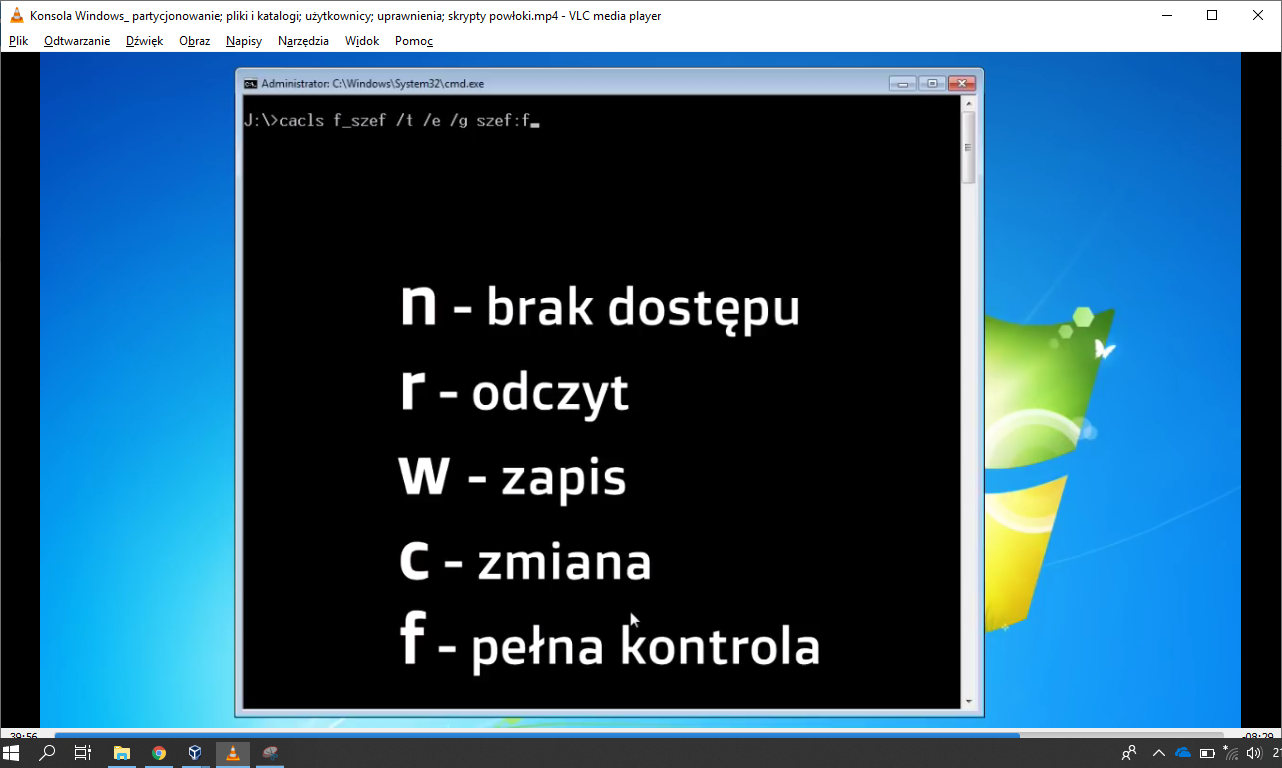 Konsola Windows_ partycjonowanie; pliki i katalogi; użytkownicy; uprawnienia; skrypty powłoki.mp4 - VLC media player
Plik Odtwarzanie Dźwięk Obraz Napisy Narzędzia Widok Pomoc
Administrator: C:\Windows\System32\cmd.exe
J:\>cacls f_szef /t /e /g szef:f_
n - brak dostępu
r - odczyt
w - zapis
c - zmiana
f - pełna kontrola
39:56 -08:29